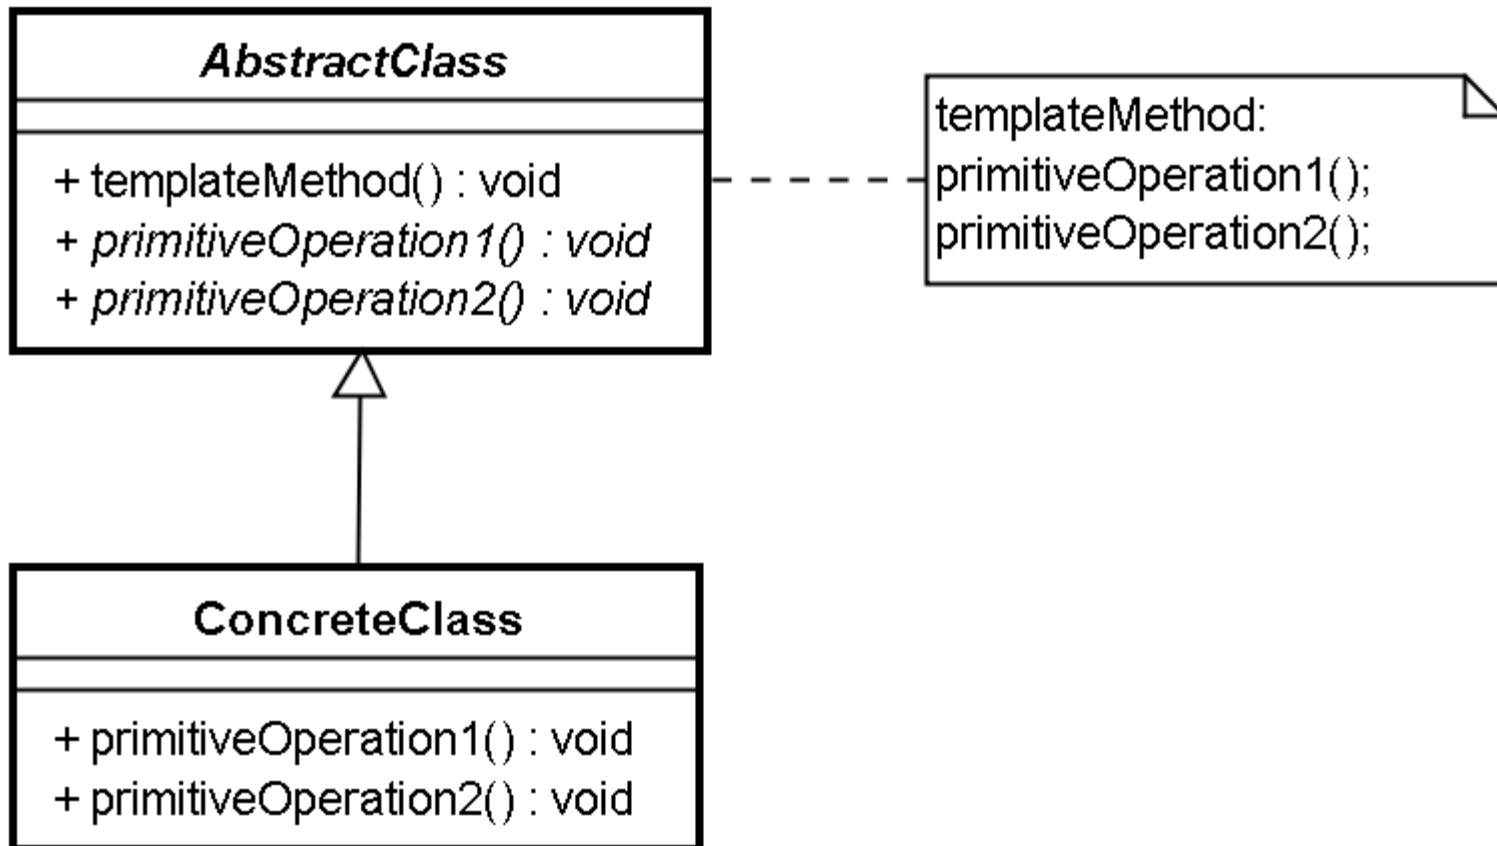 AbstractClass
+ templateMethod() : void
+ primitiveOperation1() : void
+ primitiveOperation2() : void
templateMethod:
primitiveOperation1();
primitiveOperation2();
ConcreteClass
+ primitiveOperation1() : void
+ primitiveOperation2() : void